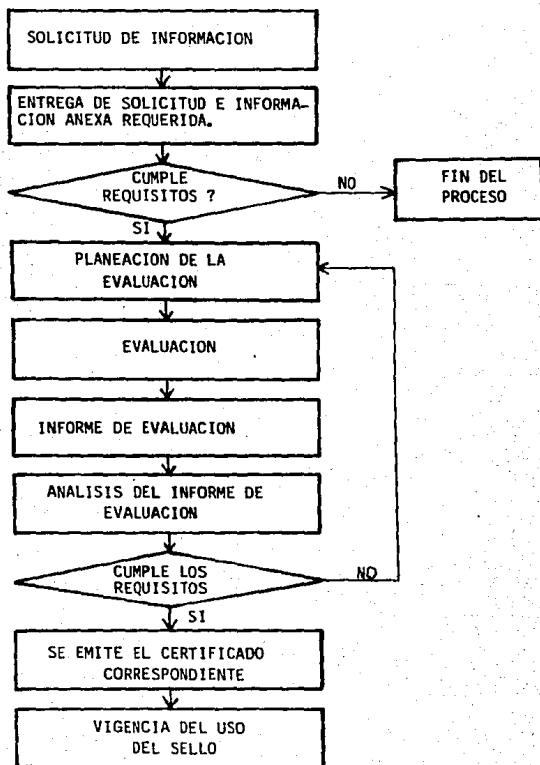 SOLICITUD DE INFORMACION
ENTREGA DE SOLICITUD E INFORMA-
CION ANEXA REQUERIDA.
CUMPLE
REQUISITOS ?
NO
FIN DEL
PROCESO
SI
PLANEACION DE LA
EVALUACION
EVALUACION
INFORME DE EVALUACION
ANALISIS DEL INFORME DE
EVALUACION
CUMPLE LOS
REQUISITOS
NO
SI
SE EMITE EL CERTIFICADO
CORRESPONDIENTE
VIGENCIA DEL USO
DEL SELLO